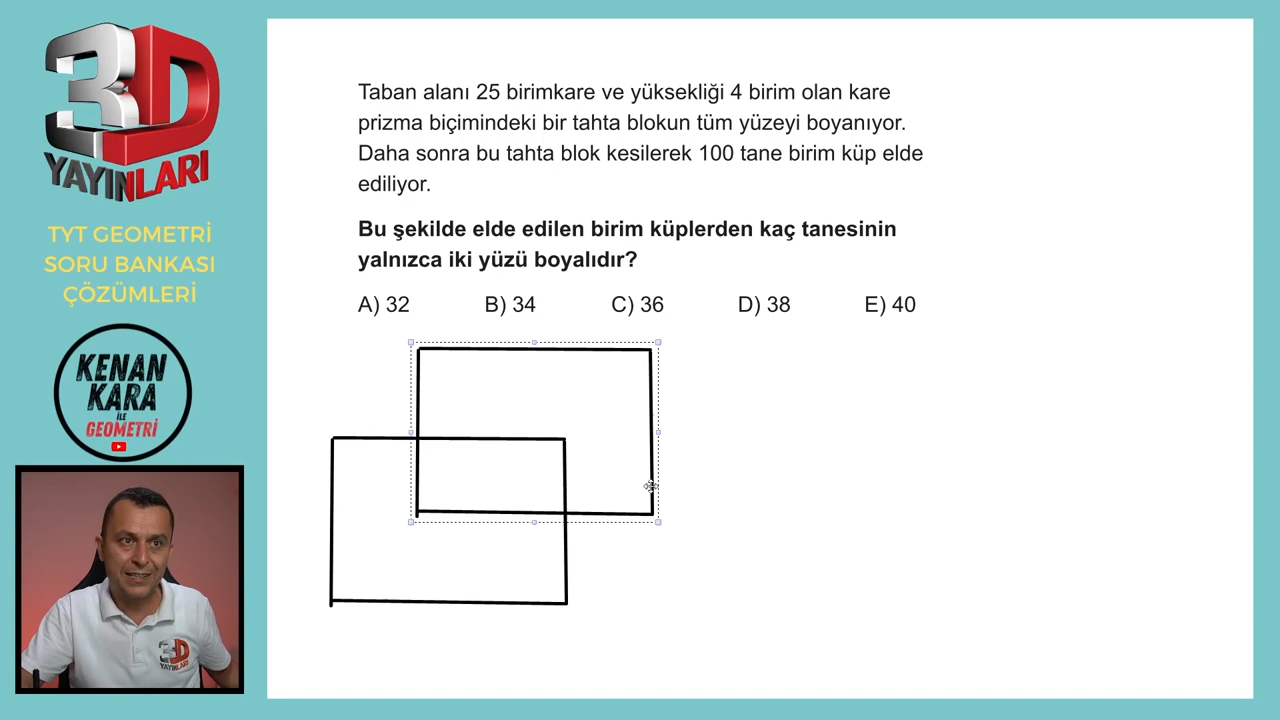 3D
YAYINLARI
TYT GEOMETRİ
SORU BANKASI
ÇÖZÜMLERİ
KENAN
KARA
İLE
GEOMETRİ
Taban alanı 25 birimkare ve yüksekliği 4 birim olan kare
prizma biçimindeki bir tahta blokun tüm yüzeyi boyanıyor.
Daha sonra bu tahta blok kesilerek 100 tane birim küp elde
ediliyor.
Bu şekilde elde edilen birim küplerden kaç tanesinin
yalnızca iki yüzü boyalıdır?
A) 32 B) 34 C) 36 D) 38 E) 40
3D
YAYINLARI